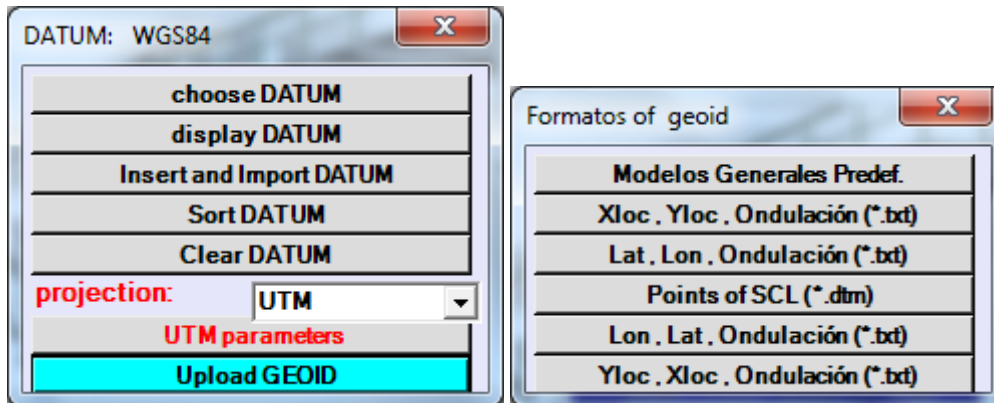 DATUM: WGS84
choose DATUM
display DATUM
Insert and Import DATUM
Sort DATUM
Clear DATUM
projection: UTM
UTM parameters
Upload GEOID
Formatos of geoid
Modelos Generales Predef.
Xloc , Yloc , Ondulación (*.txt)
Lat , Lon , Ondulación (*.txt)
Points of SCL (*.dtm)
Lon , Lat , Ondulación (*.txt)
Yloc , Xloc , Ondulación (*.txt)